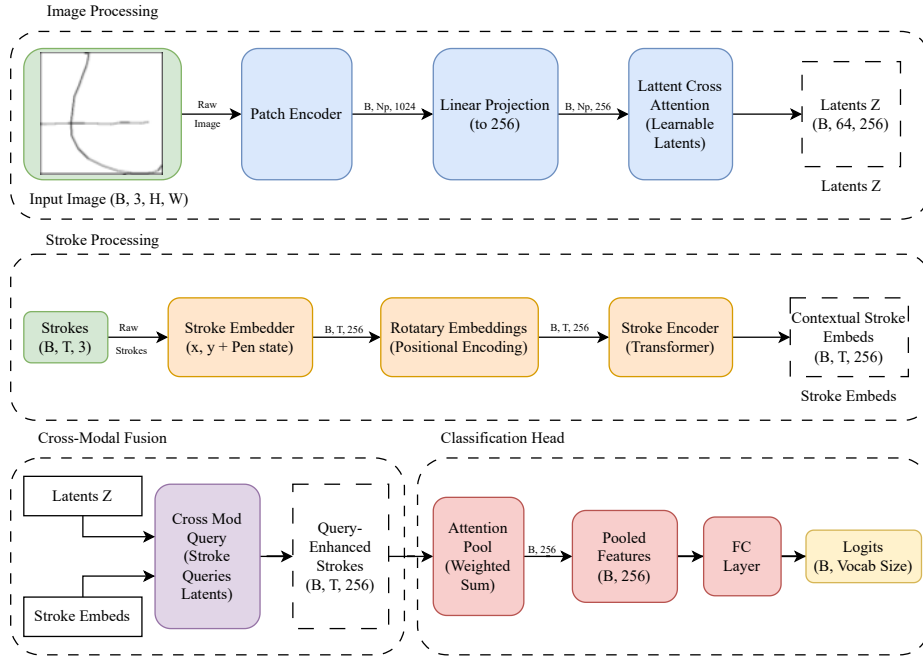 Image Processing
Raw
Image
Patch Encoder
B, Np, 1024
Linear Projection
(to 256)
B, Np, 256
Lattent Cross
Attention
(Learnable
Latents)
Latents Z
(B, 64, 256)
Latents Z
Input Image (B, 3, H, W)
Stroke Processing
Strokes
(B, T, 3)
Raw
Strokes
Stroke Embedder
(x, y + Pen state)
B, T, 256
Rotatary Embeddings
(Positional Encoding)
B, T, 256
Stroke Encoder
(Transformer)
Contextual Stroke
Embeds
(B, T, 256)
Stroke Embeds
Cross-Modal Fusion
Latents Z
Stroke Embeds
Cross Mod
Query
(Stroke
Queries
Latents)
Query-
Enhanced
Strokes
(B, T, 256)
Classification Head
Attention
Pool
(Weighted
Sum)
B, 256
Pooled
Features
(B, 256)
FC
Layer
Logits
(B, Vocab Size)